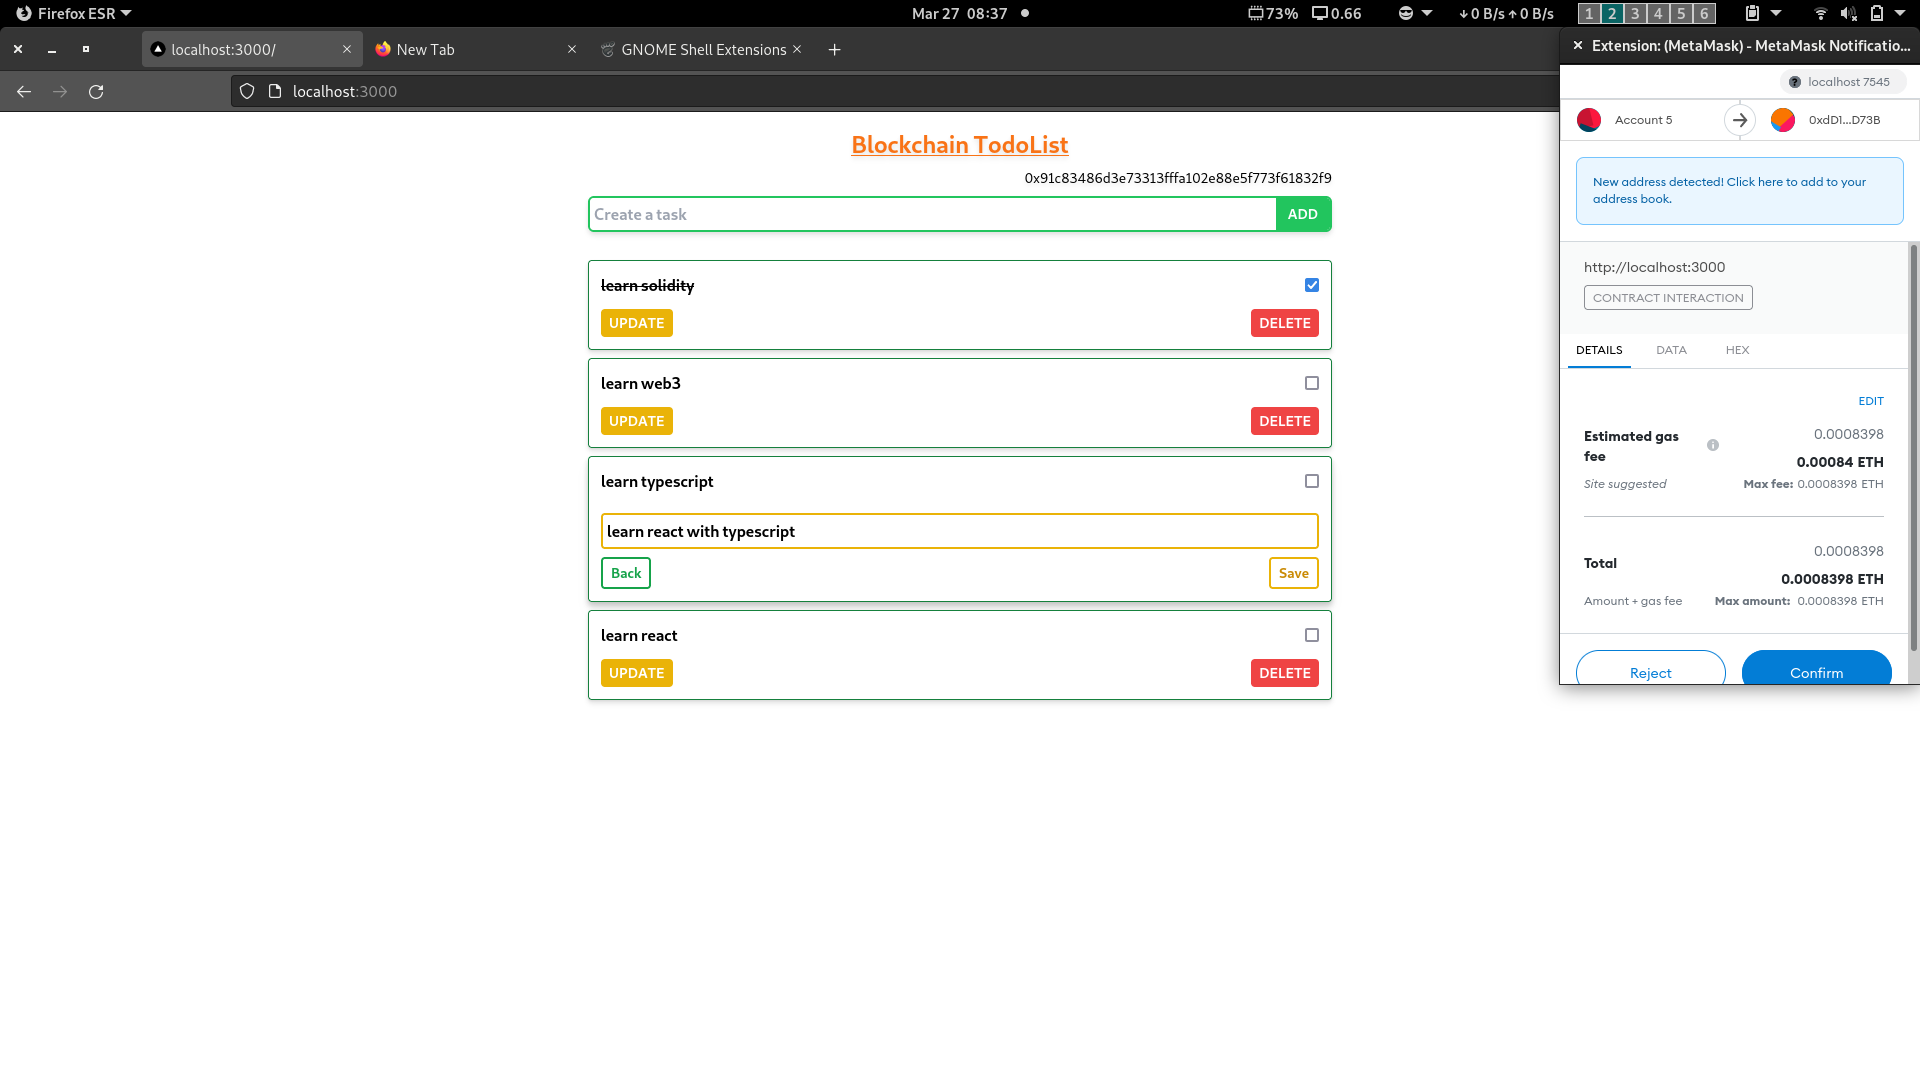 Firefox ESR
Mar 27 08:37
73% 0.66
0 B/s 0 B/s
1 2 3 4 5 6
localhost:3000/
New Tab
GNOME Shell Extensions
localhost:3000
Blockchain TodoList
0x91c83486d3e73313fffa102e88e5f773f61832f9
Create a task
ADD
learn solidity
UPDATE
DELETE
learn web3
UPDATE
DELETE
learn typescript
learn react with typescript
Back
Save
learn react
UPDATE
DELETE
Extension: (MetaMask) - MetaMask Notificatio...
localhost 7545
Account 5
0xdD1...D73B
New address detected! Click here to add to your
address book.
http://localhost:3000
CONTRACT INTERACTION
DETAILS
DATA
HEX
EDIT
Estimated gas
fee
0.0008398
0.00084 ETH
Site suggested
Max fee: 0.0008398 ETH
Total
0.0008398
0.0008398 ETH
Amount + gas fee
Max amount: 0.0008398 ETH
Reject
Confirm